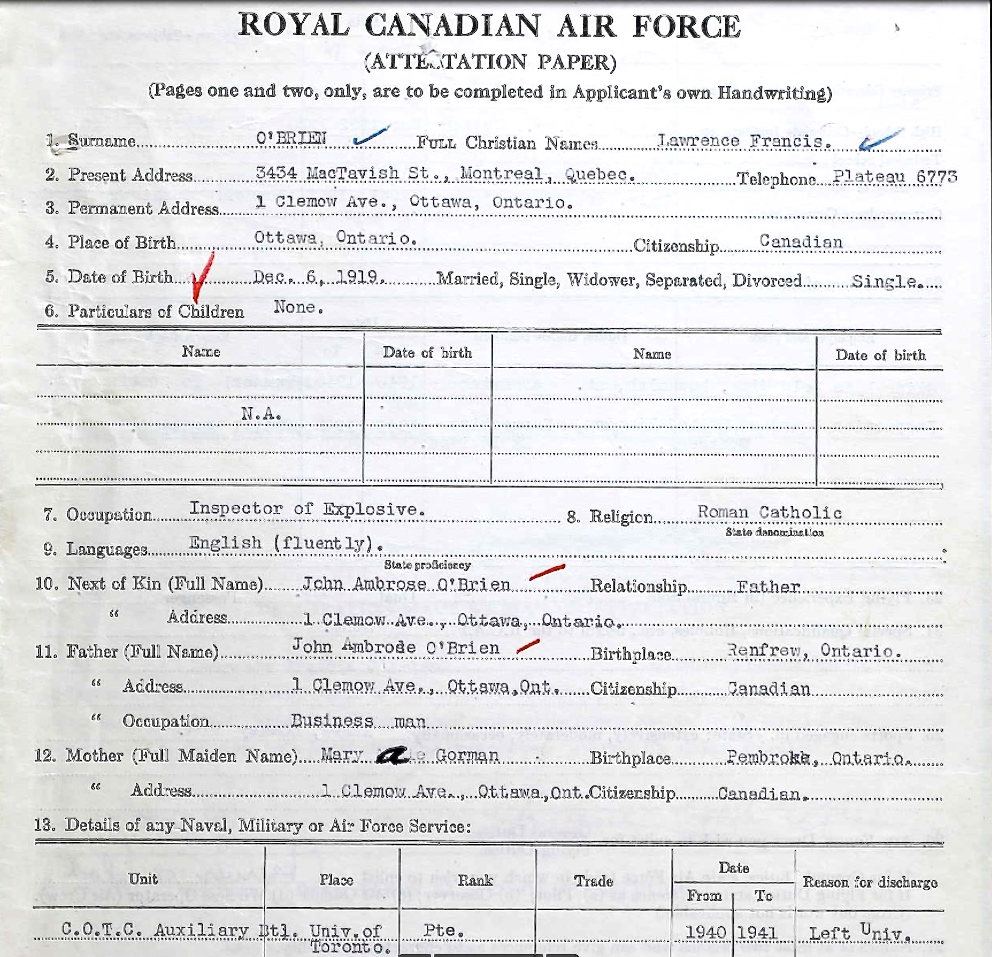 ROYAL CANADIAN AIR FORCE
(ATTESTATION PAPER)
(Pages one and two, only, are to be completed in Applicant's own Handwriting)
1. Surname O'BRIEN FULL Christian Names Lawrence Francis.
2. Present Address 3434 MacTavish St., Montreal, Quebec. Telephone Plateau 6773
3. Permanent Address 1 Clemow Ave., Ottawa, Ontario.
4. Place of Birth Ottawa, Ontario. Citizenship Canadian
5. Date of Birth Dec. 6, 1919. Married, Single, Widower, Separated, Divorced Single.
6. Particulars of Children None.
Name Date of birth Name Date of birth
N.A.
7. Occupation Inspector of Explosive. 8. Religion Roman Catholic
State denomination
9. Languages English (fluently).
State proficiency
10. Next of Kin (Full Name) John Ambrose O'Brien Relationship Father
" Address 1 Clemow Ave., Ottawa, Ontario.
11. Father (Full Name) John Ambrode O'Brien Birthplace Renfrew, Ontario.
" Address 1 Clemow Ave., Ottawa,Ont. Citizenship Canadian
" Occupation Business man
12. Mother (Full Maiden Name) Mary Gorman Birthplace Pembroke, Ontario.
" Address 1 Clemow Ave., Ottawa,Ont. Citizenship Canadian.
13. Details of any Naval, Military or Air Force Service:
Unit Place Rank Trade Date Reason for discharge
From To
C.O.T.C. Auxiliary Btl. Univ. of Pte. 1940 1941 Left Univ.
Toronto.